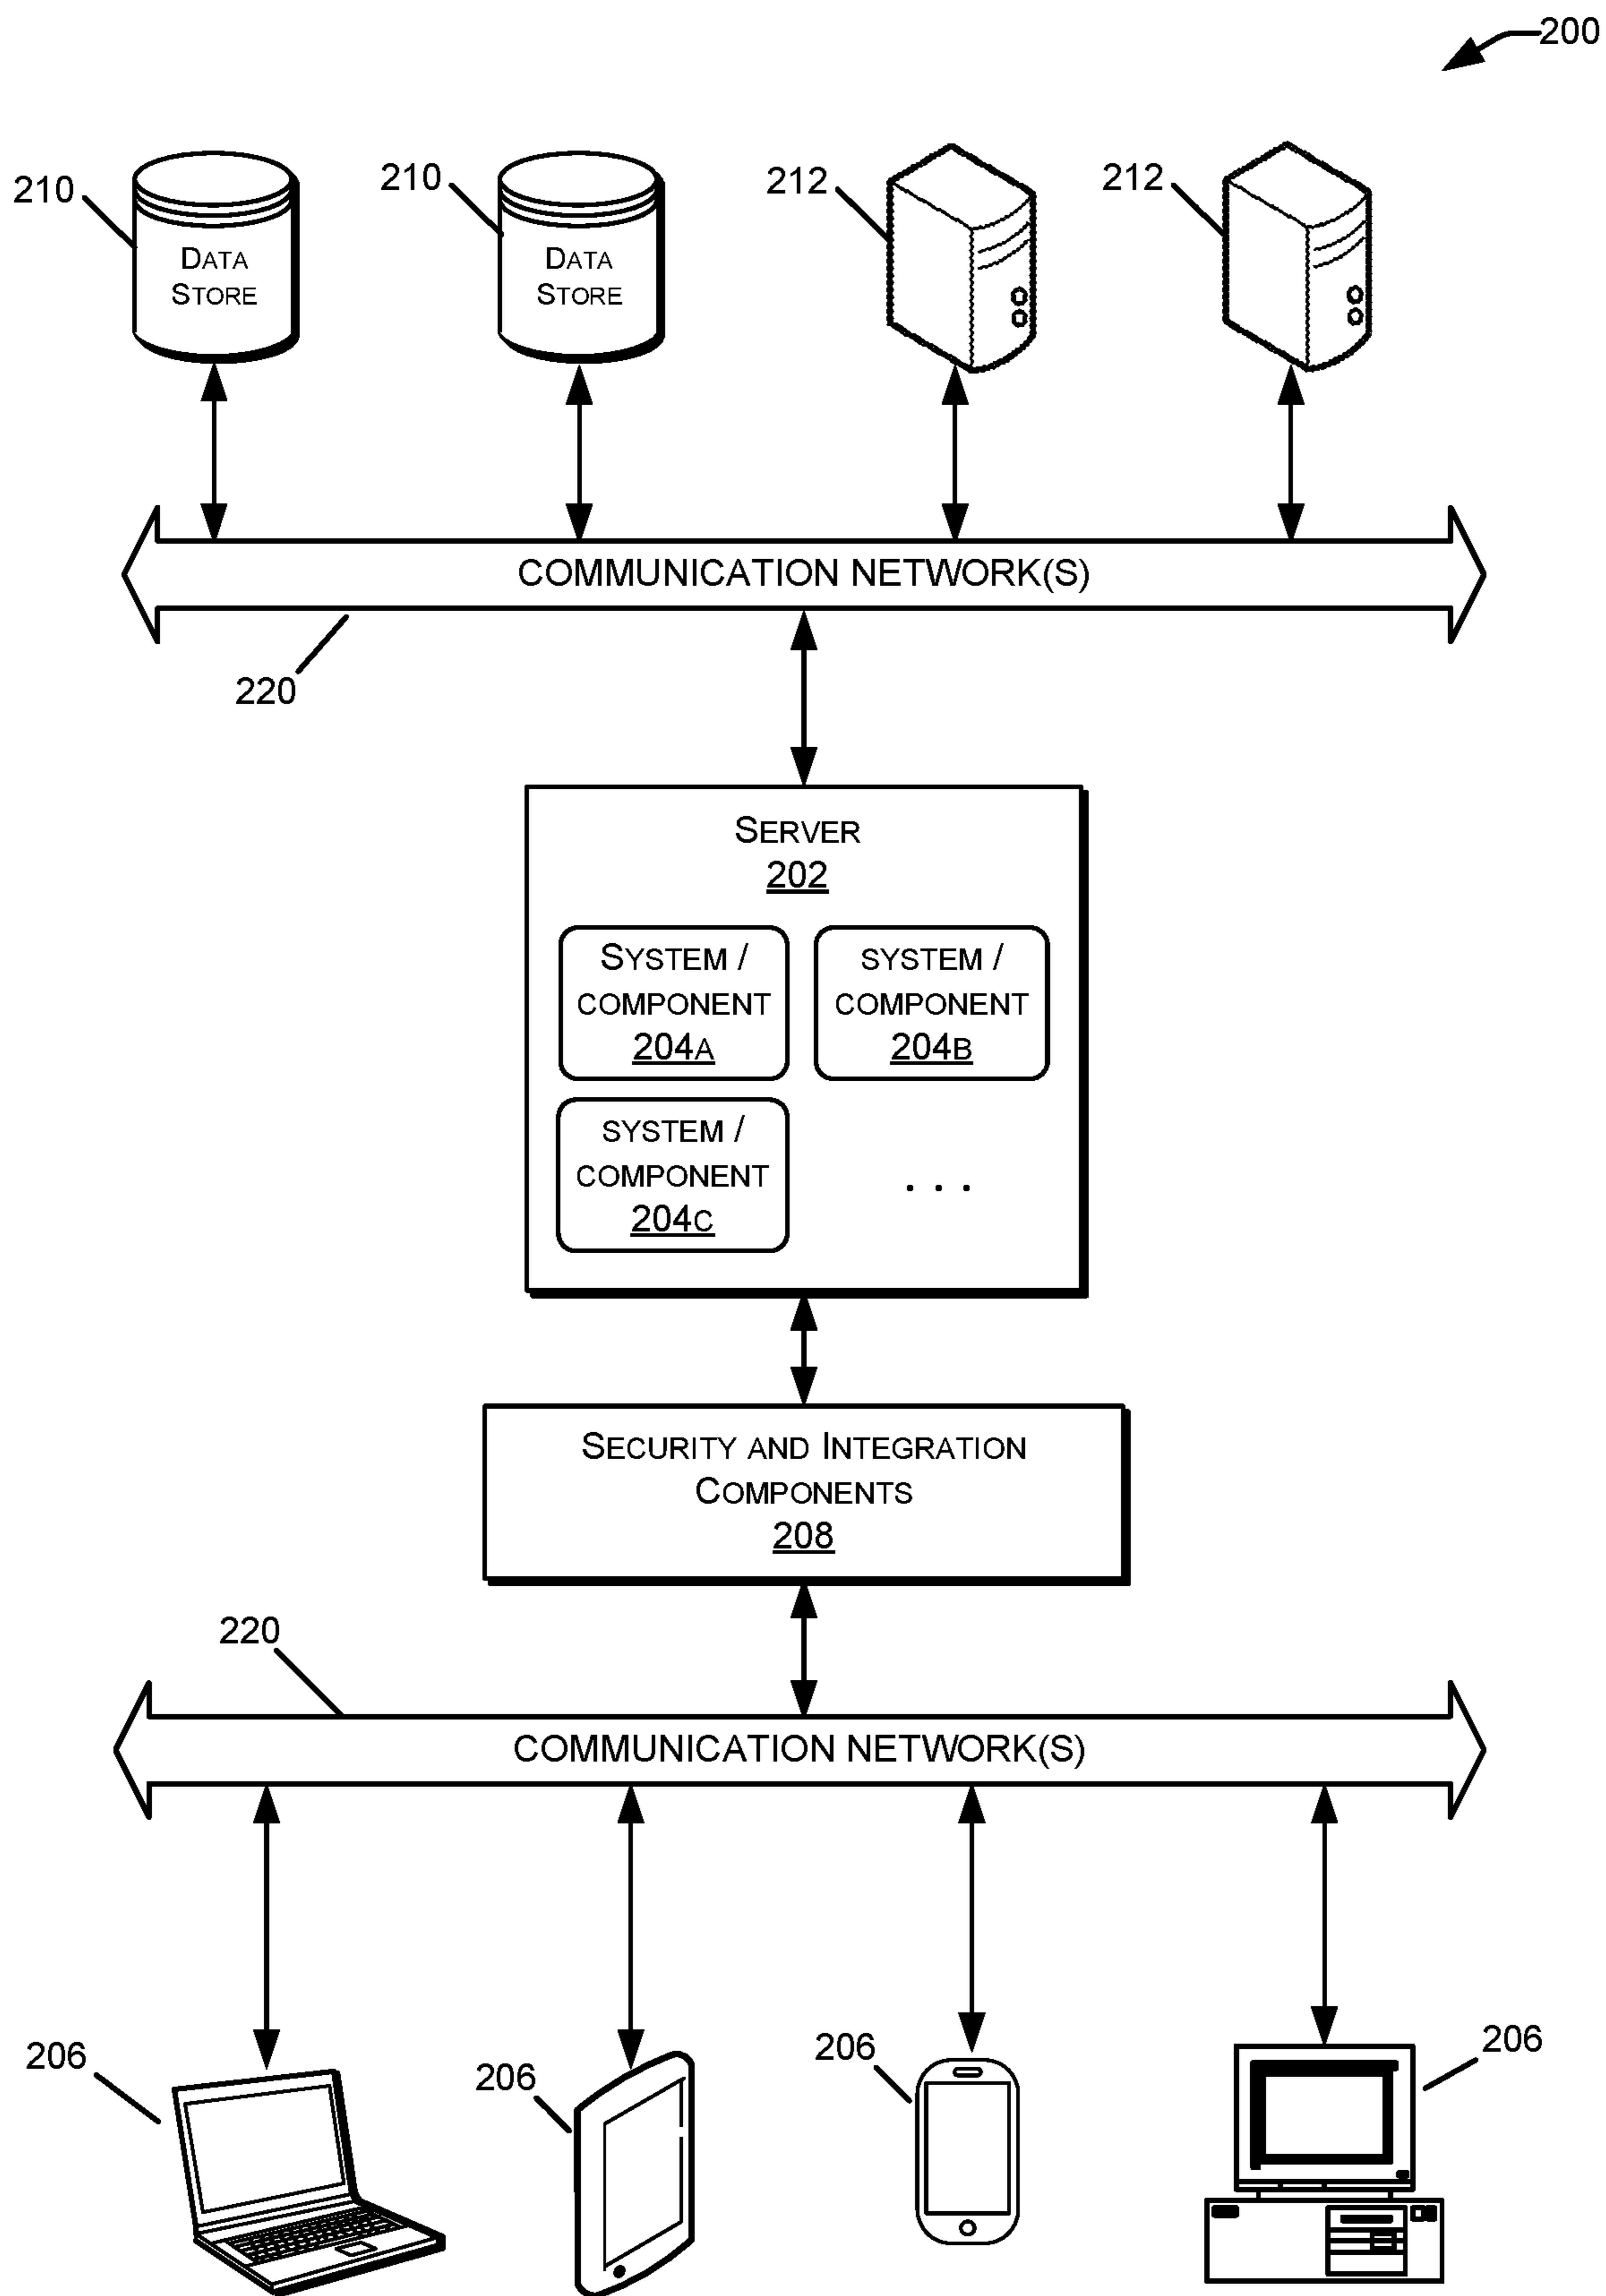 200
210
210
212
212
DATA
STORE
DATA
STORE
COMMUNICATION NETWORK(S)
220
SERVER
202
SYSTEM /
COMPONENT
204A
SYSTEM /
COMPONENT
204B
SYSTEM /
COMPONENT
204C
. . .
SECURITY AND INTEGRATION
COMPONENTS
208
220
COMMUNICATION NETWORK(S)
206
206
206
206